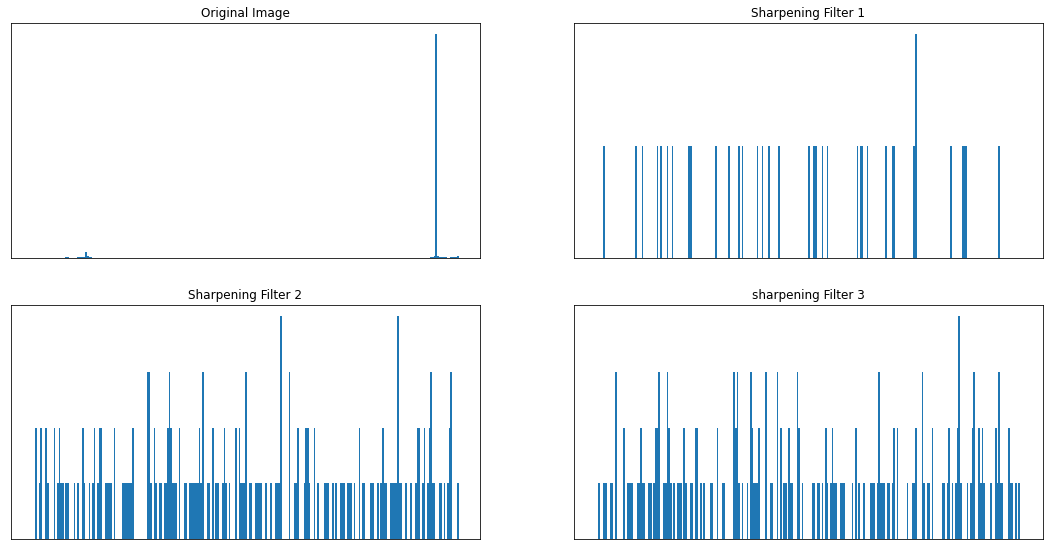 Original Image
Sharpening Filter 1
Sharpening Filter 2
sharpening Filter 3